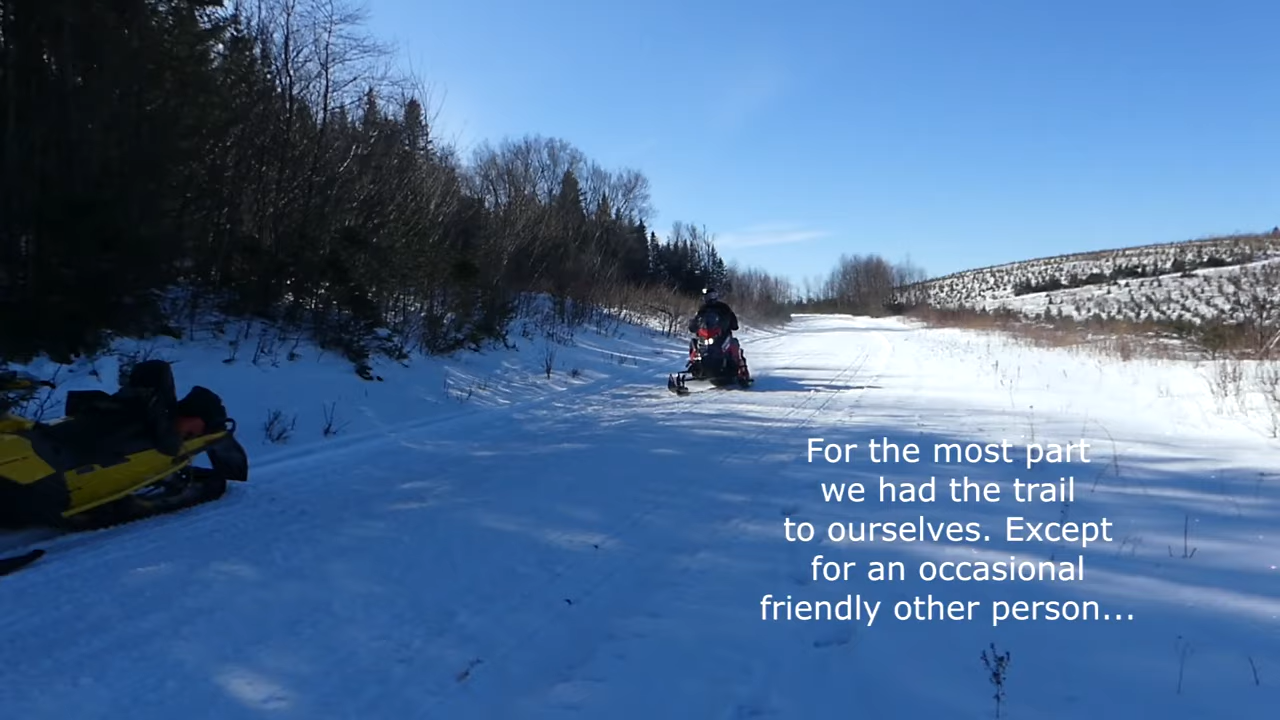 For the most part
we had the trail
to ourselves. Except
for an occasional
friendly other person...